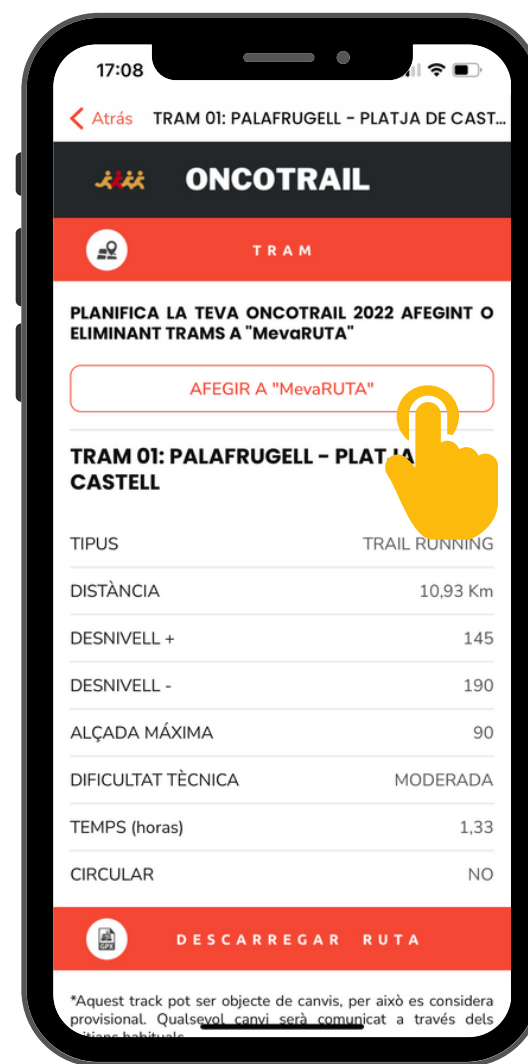 17:08
Atrás TRAM 01: PALAFRUGELL - PLATJA DE CAST...
ONCOTRAIL
TRAM
PLANIFICA LA TEVA ONCOTRAIL 2022 AFEGINT O
ELIMINANT TRAMS A "MevaRUTA"
AFEGIR A "MevaRUTA"
TRAM 01: PALAFRUGELL - PLATJA
CASTELL
TIPUS TRAIL RUNNING
DISTÀNCIA 10,93 Km
DESNIVELL + 145
DESNIVELL - 190
ALÇADA MÁXIMA 90
DIFICULTAT TÈCNICA MODERADA
TEMPS (horas) 1,33
CIRCULAR NO
GPX
DESCARREGAR RUTA
*Aquest track pot ser objecte de canvis, per això es considera
provisional. Qualsevol canvi serà comunicat a través dels